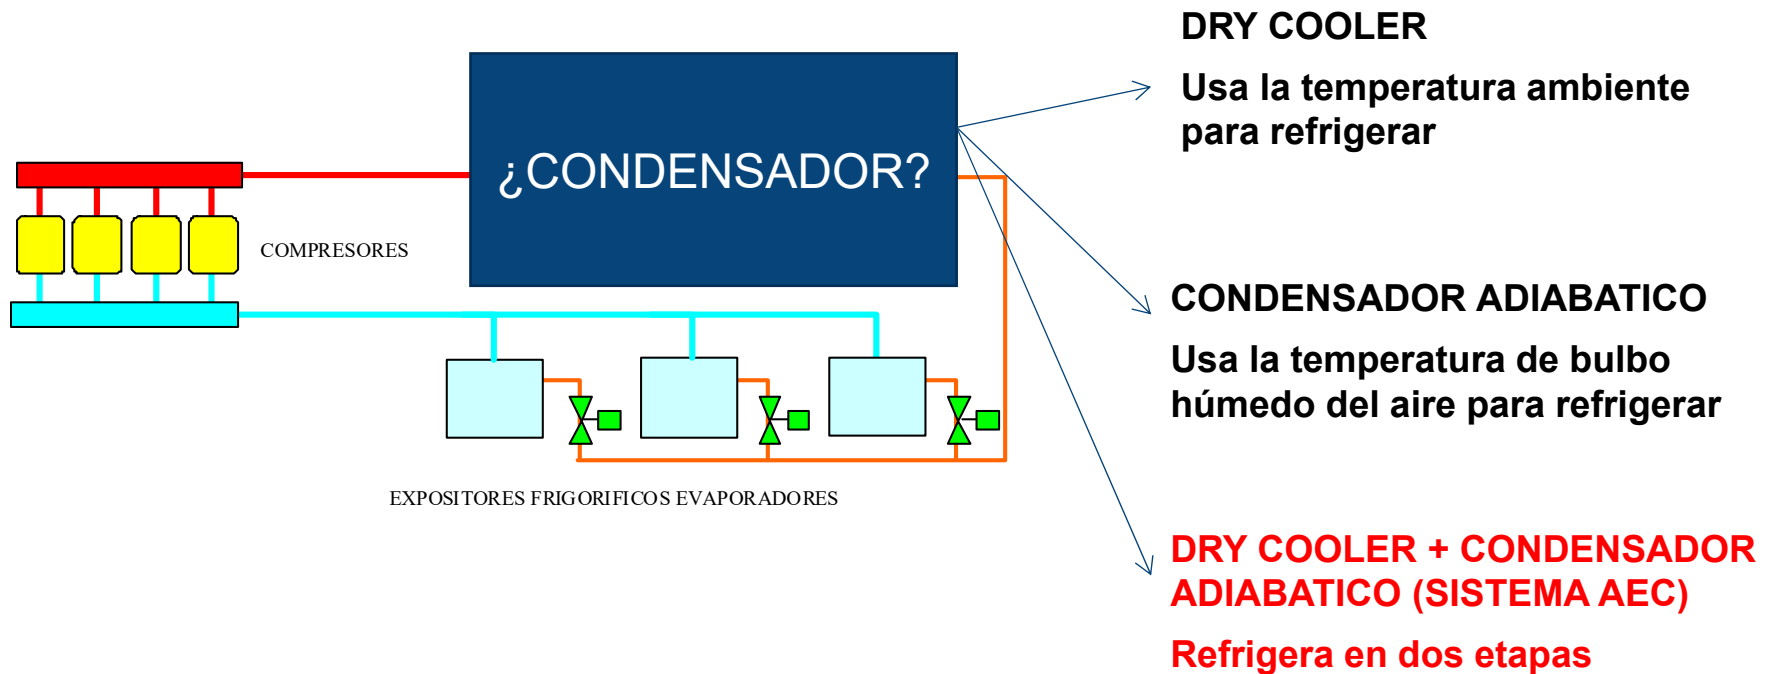 DRY COOLER
Usa la temperatura ambiente
para refrigerar
¿CONDENSADOR?
COMPRESORES
CONDENSADOR ADIABATICO
Usa la temperatura de bulbo
húmedo del aire para refrigerar
EXPOSITORES FRIGORIFICOS EVAPORADORES
DRY COOLER + CONDENSADOR
ADIABATICO (SISTEMA AEC)
Refrigera en dos etapas